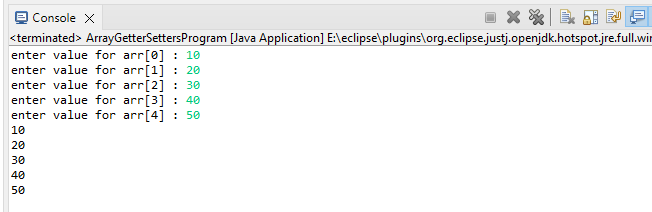 Console
<terminated> ArrayGetterSettersProgram [Java Application] E:\eclipse\plugins\org.eclipse.justj.openjdk.hotspot.jre.full.wi
enter value for arr[0] : 10
enter value for arr[1] : 20
enter value for arr[2] : 30
enter value for arr[3] : 40
enter value for arr[4] : 50
10
20
30
40
50